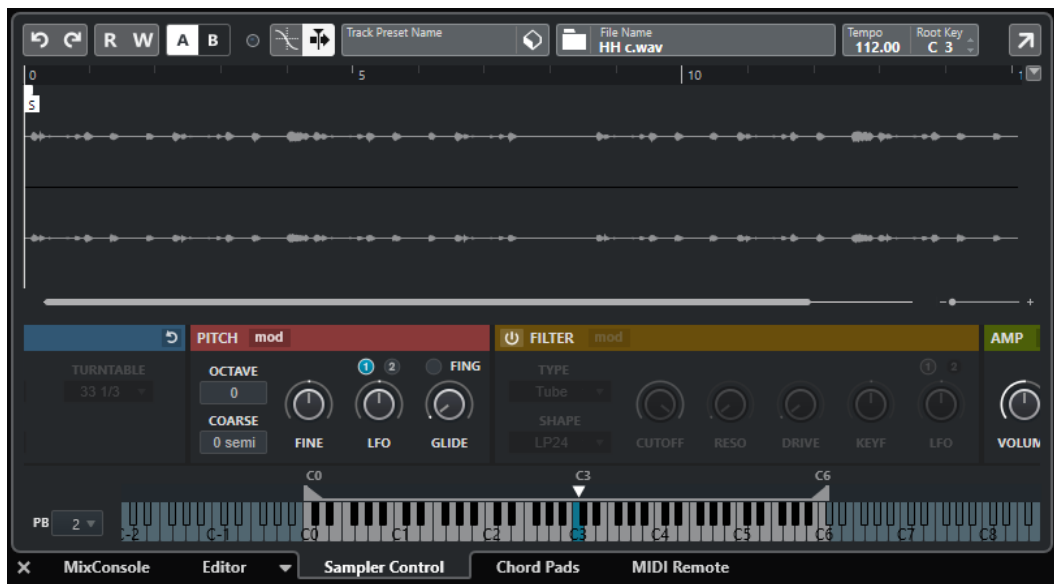 R W A B Track Preset Name File Name HH c.wav Tempo 112.00 Root Key C 3
0 5 10 1
S
PITCH mod FILTER mod AMP
TURNTABLE 33 1/3
OCTAVE 0 1 2 FING
COARSE 0 semi FINE LFO GLIDE
TYPE Tube 1 2
SHAPE LP24 CUTOFF RESO DRIVE KEYF LFO VOLUM
C0 C3 C6
PB 2 C-2 C-1 C0 C1 C2 C3 C4 C5 C6 C7 C8
MixConsole Editor Sampler Control Chord Pads MIDI Remote